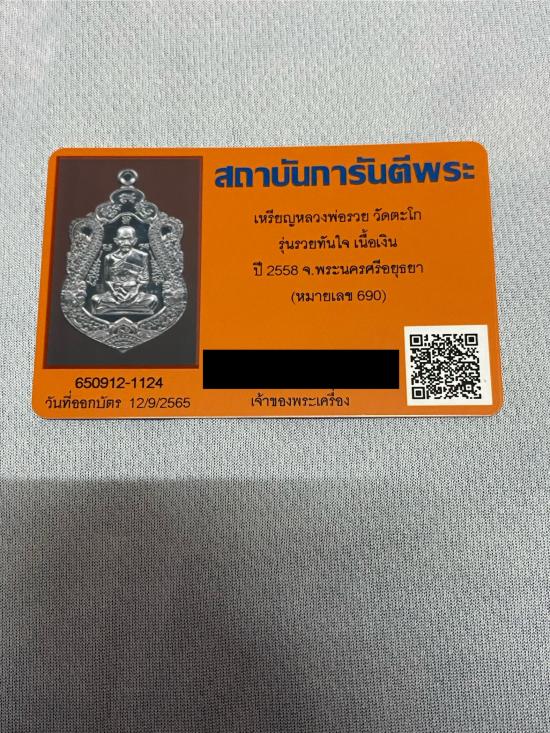 สถาบันการันตีพระ
เหรียญหลวงพ่อรวย วัดตะโก
รุ่นรวยทันใจ เนื้อเงิน
ปี 2558 จ.พระนครศรีอยุธยา
(หมายเลข 690)
650912-1124
วันที่ออกบัตร 12/9/2565
เจ้าของพระเครื่อง